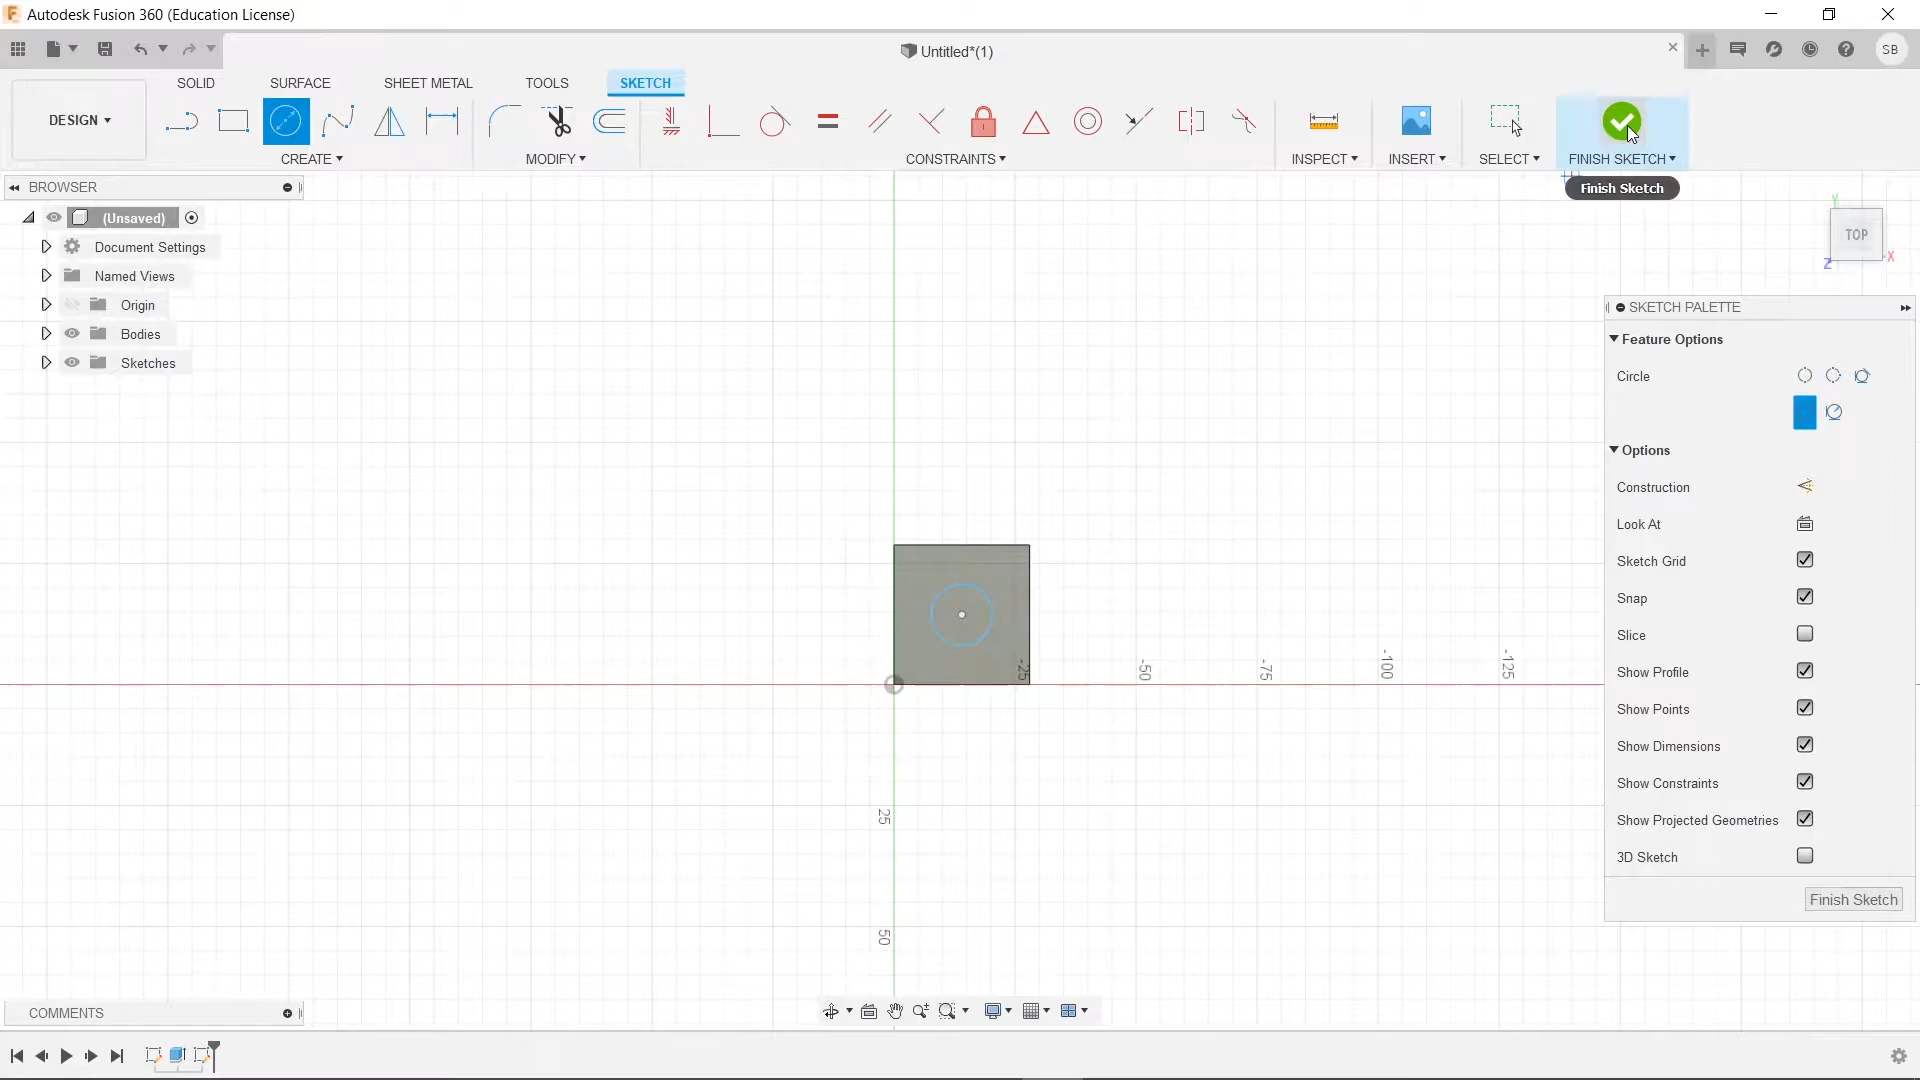 Autodesk Fusion 360 (Education License)
Untitled*(1)
SB
SOLID
SURFACE
SHEET METAL
TOOLS
SKETCH
DESIGN
CREATE
MODIFY
CONSTRAINTS
INSPECT
INSERT
SELECT
FINISH SKETCH
Finish Sketch
BROWSER
(Unsaved)
Document Settings
Named Views
Origin
Bodies
Sketches
Y
TOP
X
Z
SKETCH PALETTE
Feature Options
Circle
Options
Construction
Look At
Sketch Grid
Snap
Slice
Show Profile
Show Points
Show Dimensions
Show Constraints
Show Projected Geometries
3D Sketch
Finish Sketch
-25
-50
-75
-100
-125
25
50
COMMENTS